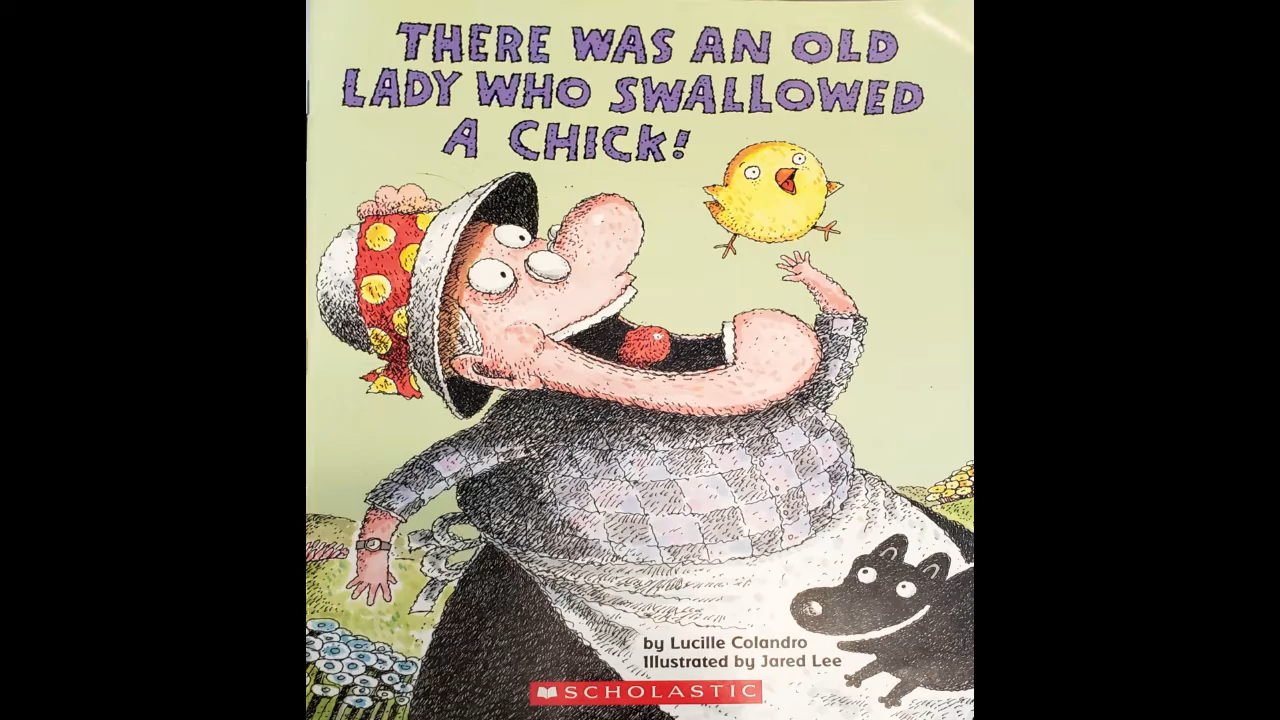 THERE WAS AN OLD
LADY WHO SWALLOWED
A CHICK!
by Lucille Colandro
Illustrated by Jared Lee
SCHOLASTIC